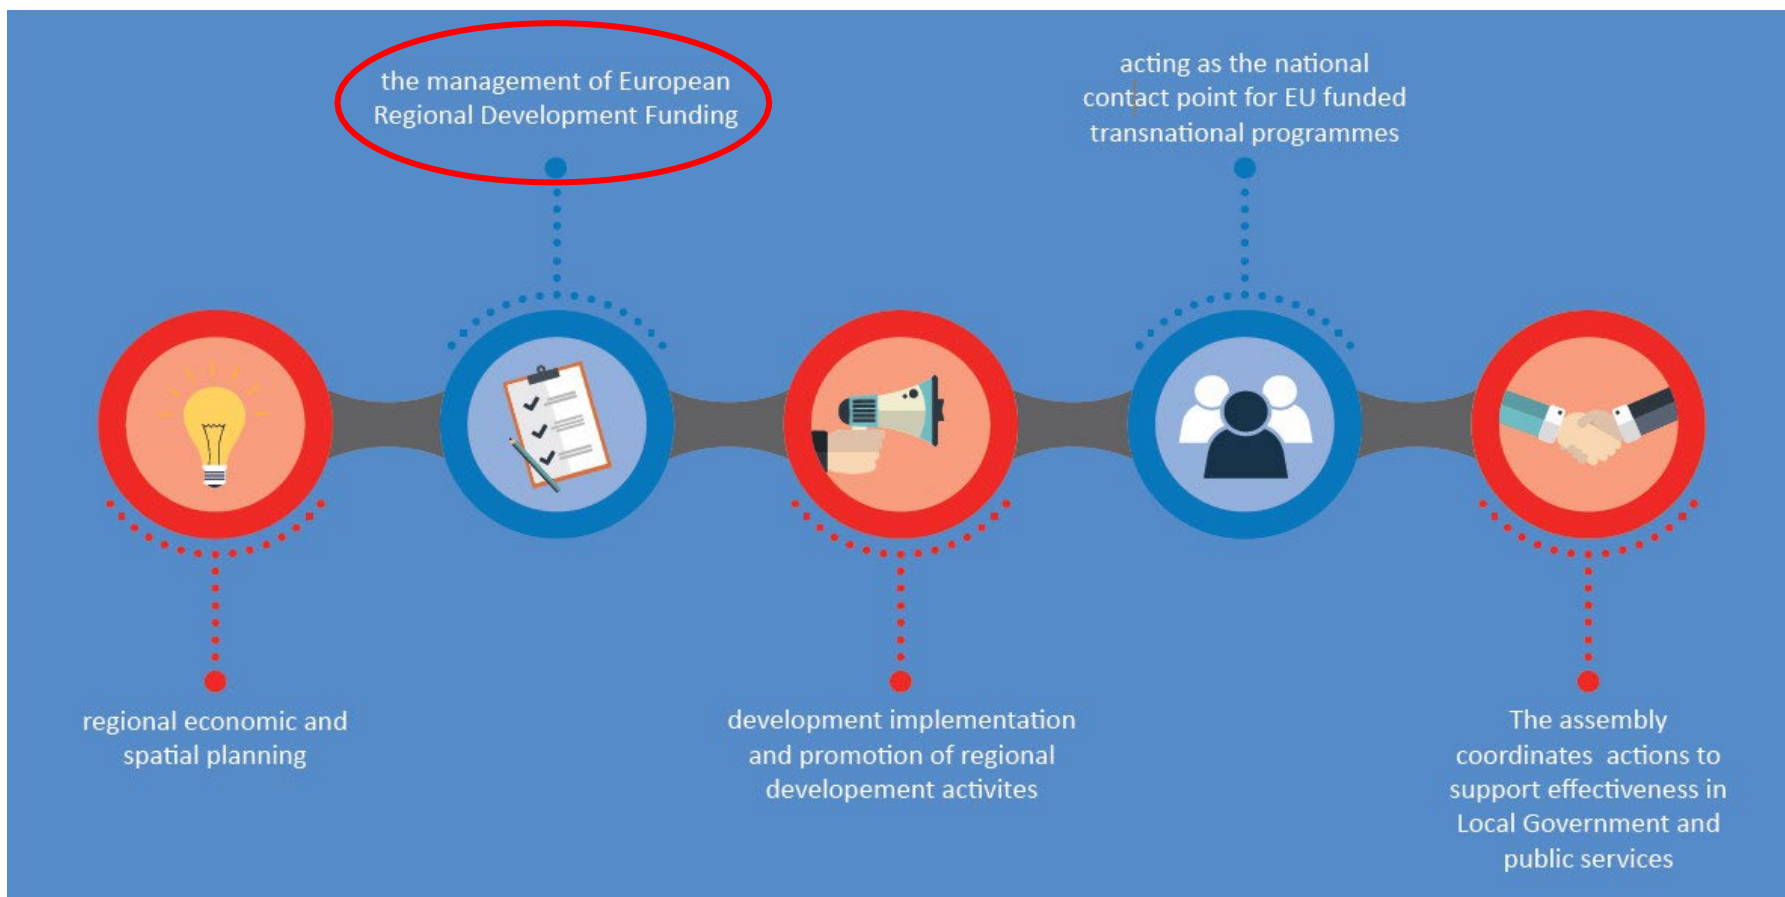 the management of European
Regional Development Funding
acting as the national
contact point for EU funded
transnational programmes
regional economic and
spatial planning
development implementation
and promotion of regional
developement activites
The assembly
coordinates  actions to
support effectiveness in
Local Government and
public services